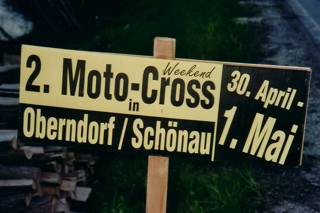 2. Moto-Cross
Weekend
in
Oberndorf / Schönau
30. April -
1. Mai